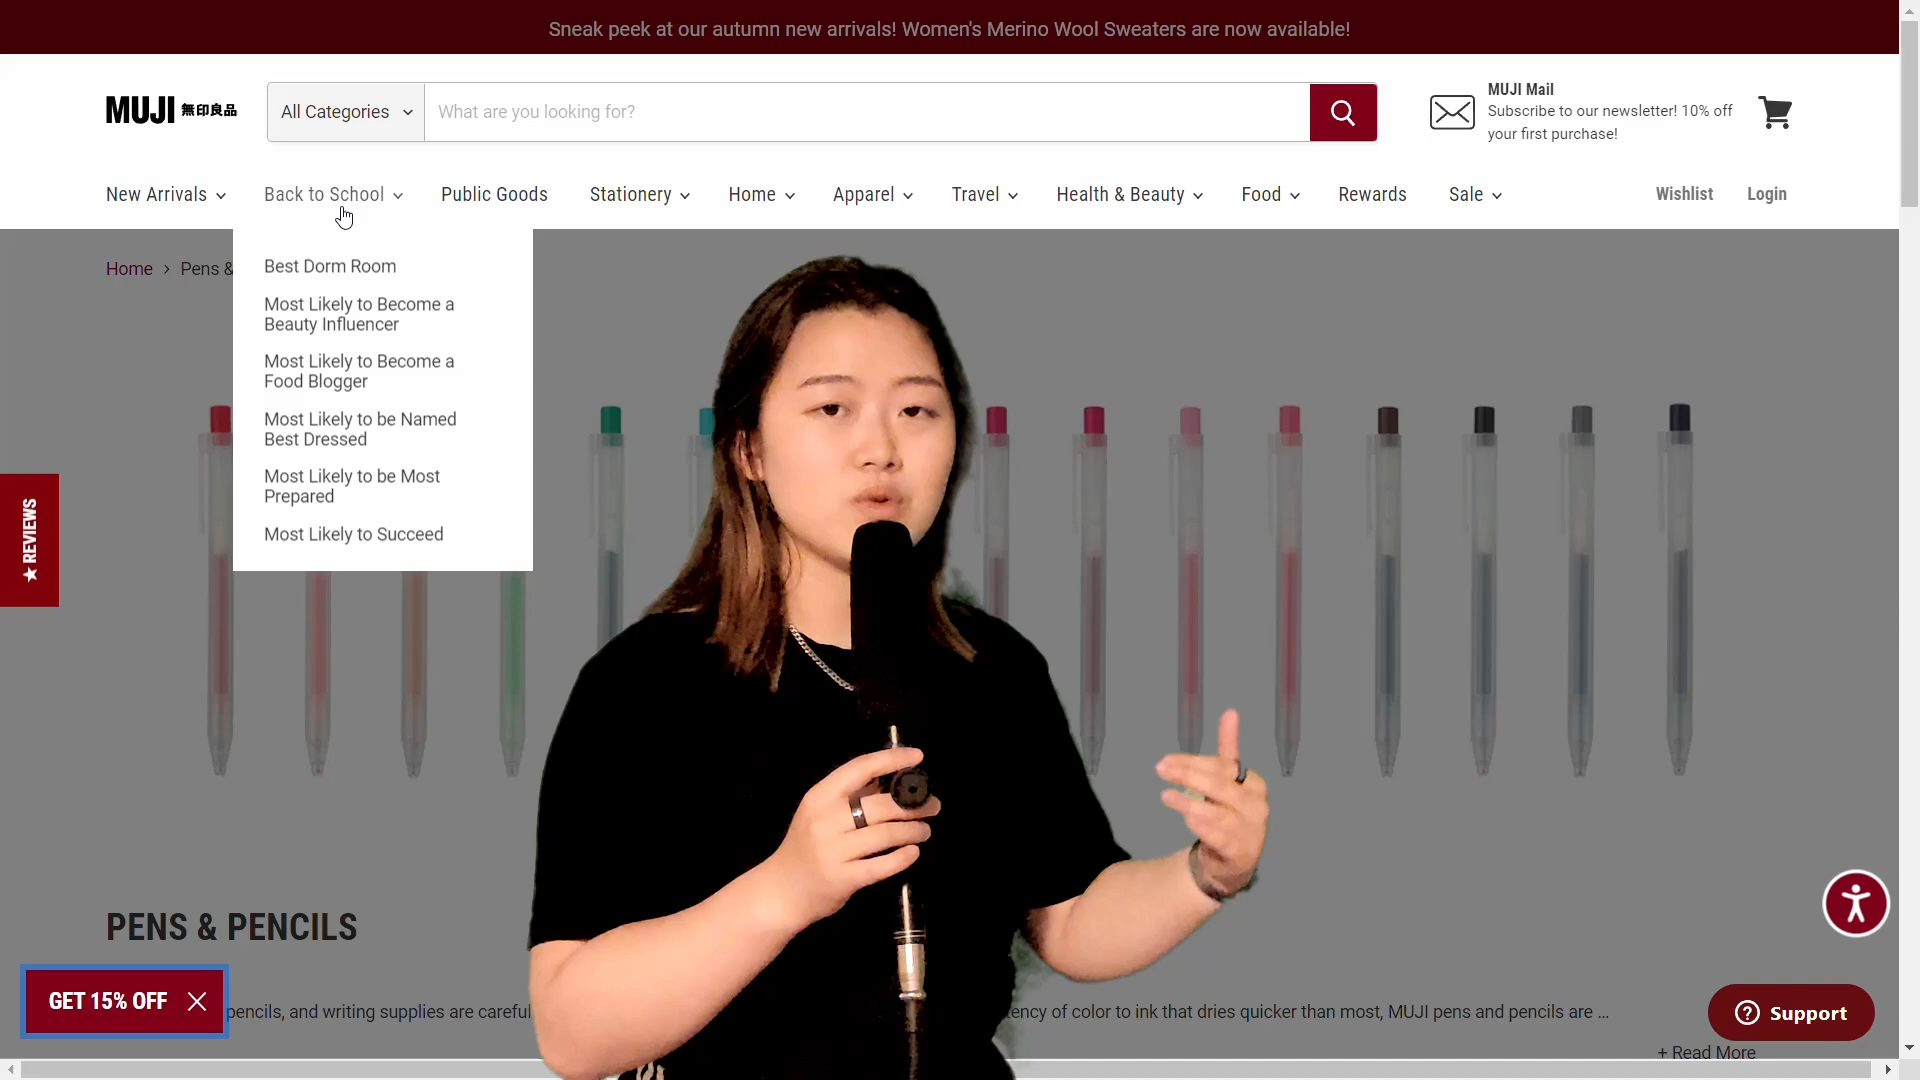 Sneak peek at our autumn new arrivals! Women's Merino Wool Sweaters are now available!
MUJI 無印良品
All Categories
What are you looking for?
MUJI Mail
Subscribe to our newsletter! 10% off
your first purchase!
New Arrivals
Back to School
Public Goods
Stationery
Home
Apparel
Travel
Health & Beauty
Food
Rewards
Sale
Wishlist
Login
Home > Pens &
Best Dorm Room
Most Likely to Become a
Beauty Influencer
Most Likely to Become a
Food Blogger
Most Likely to be Named
Best Dressed
Most Likely to be Most
Prepared
Most Likely to Succeed
★ REVIEWS
PENS & PENCILS
GET 15% OFF
pencils, and writing supplies are
of color to ink that dries quicker than most, MUJI pens and pencils are ...
Support
+ Read More